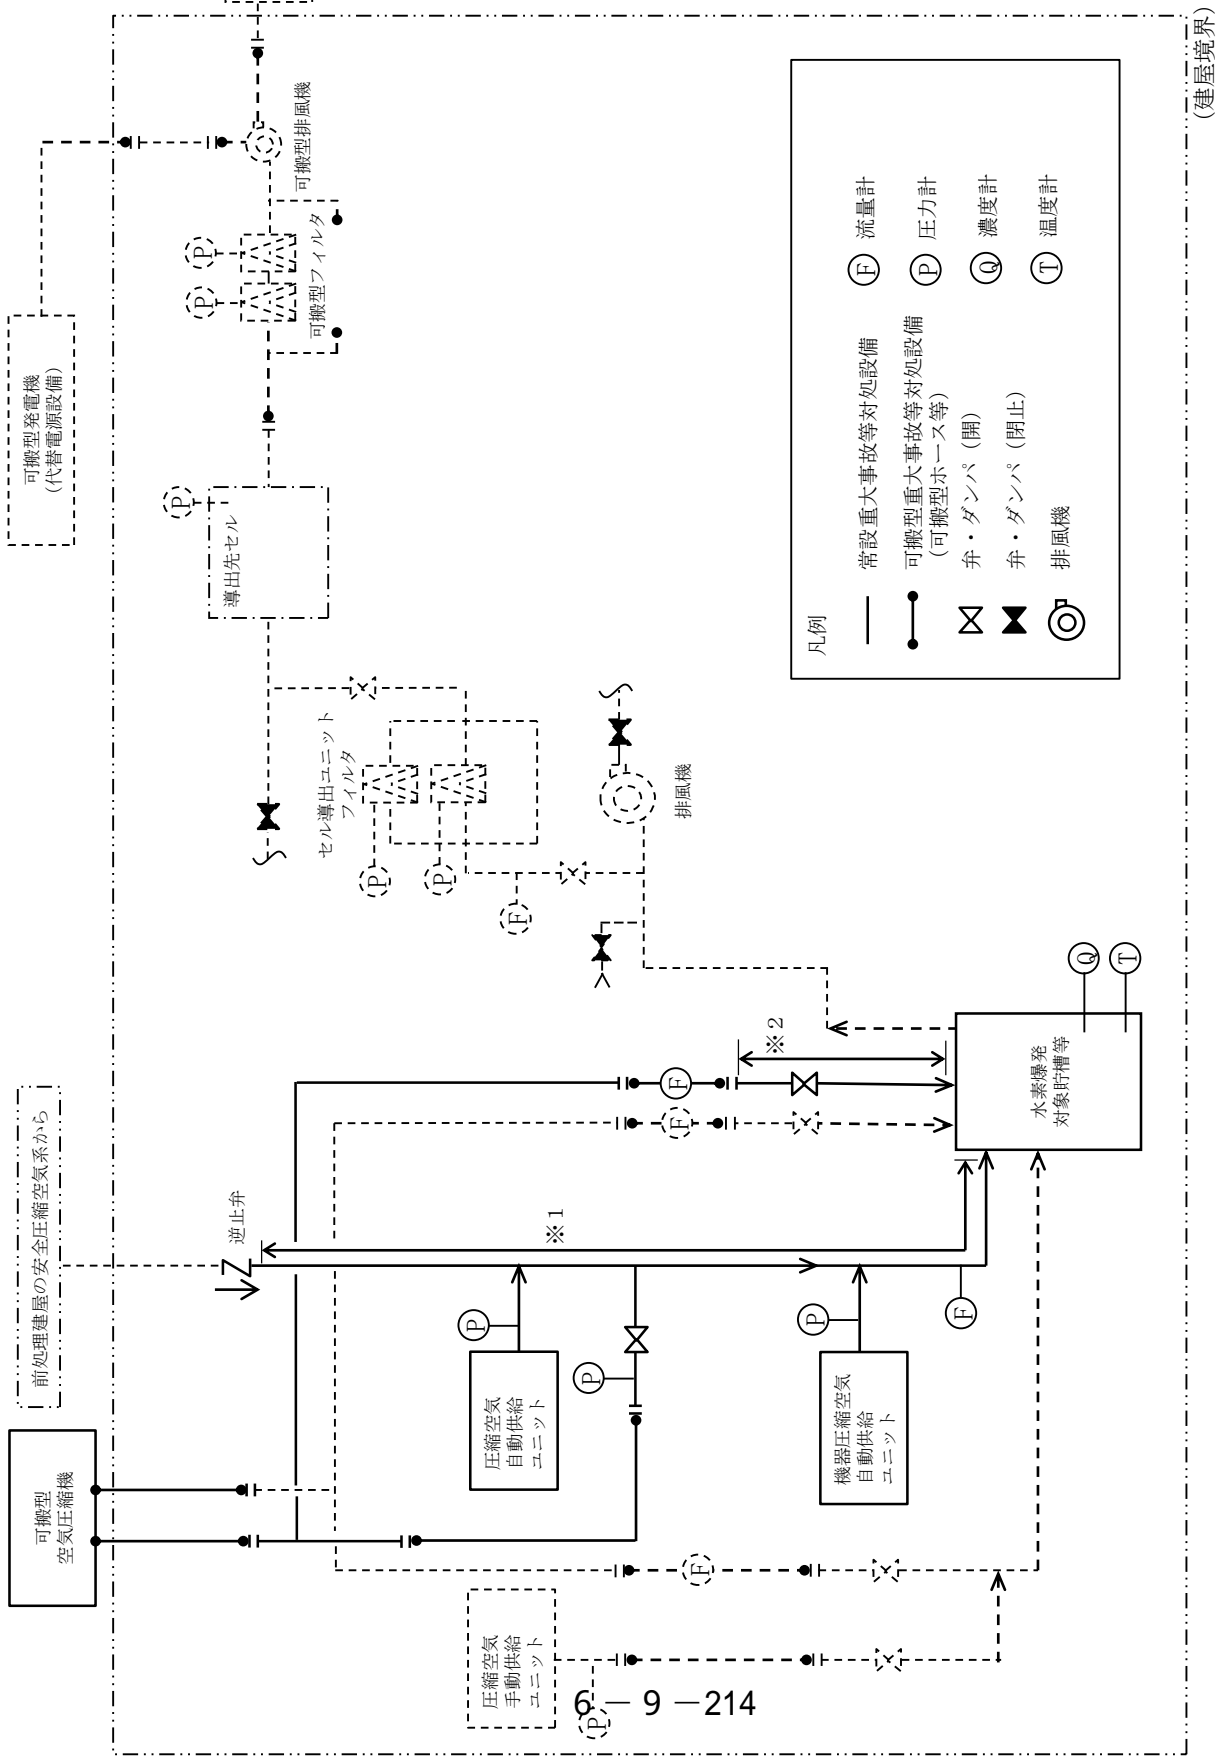 可搬型
空気圧縮機
前処理建屋の安全圧縮空気系から
可搬型発電機
(代替電源設備)
(建屋境界)
逆止弁
※1
※2
圧縮空気
手動供給
ユニット
P
圧縮空気
自動供給
ユニット
P
P
機器圧縮空気
自動供給
ユニット
P
F
F
F
F
水素爆発
対象貯槽等
Q
T
排風機
セル導出ユニット
フィルタ
P
P
F
導出先セル
P
可搬型フィルタ
P
P
可搬型排風機
凡例
常設重大事故等対処設備
可搬型重大事故等対処設備
(可搬型ホース等)
弁・ダンパ (開)
弁・ダンパ (閉止)
排風機
F 流量計
P 圧力計
Q 濃度計
T 温度計
6 － 9 －214